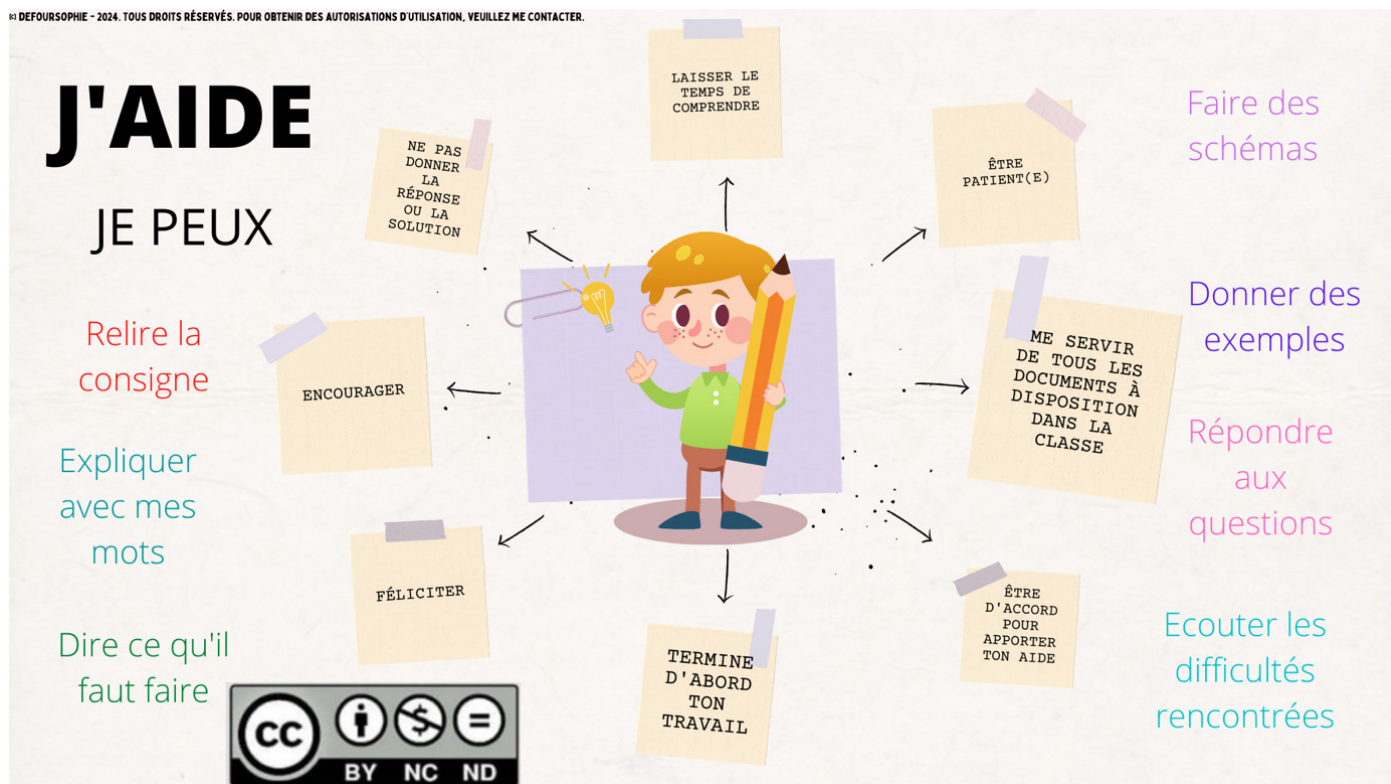 (c) DEFOURSOPHIE - 2024. TOUS DROITS RÉSERVÉS. POUR OBTENIR DES AUTORISATIONS D'UTILISATION, VEUILLEZ ME CONTACTER.
J'AIDE
JE PEUX
Relire la
consigne
Expliquer
avec mes
mots
Dire ce qu'il
faut faire
NE PAS
DONNER
LA
RÉPONSE
OU LA
SOLUTION
LAISSER LE
TEMPS DE
COMPRENDRE
ÊTRE
PATIENT(E)
ENCOURAGER
ME SERVIR
DE TOUS LES
DOCUMENTS À
DISPOSITION
DANS LA
CLASSE
FÉLICITER
TERMINE
D'ABORD
TON
TRAVAIL
ÊTRE
D'ACCORD
POUR
APPORTER
TON AIDE
Faire des
schémas
Donner des
exemples
Répondre
aux
questions
Ecouter les
difficultés
rencontrées
CC
BY NC ND